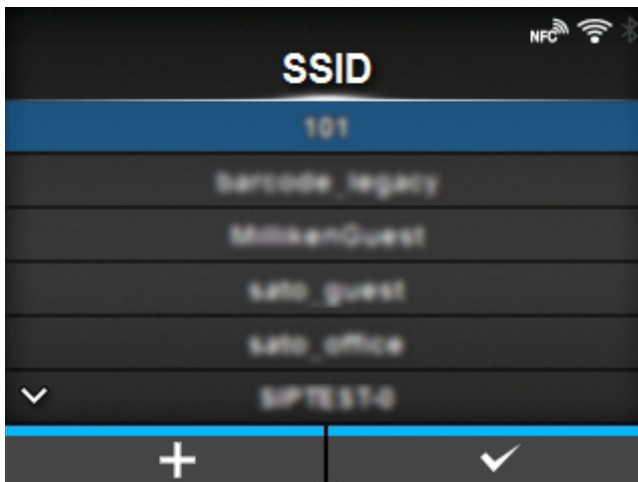 NFC
SSID
101
barcode_legacy
MillikenGuest
sato_guest
sato_office
SIPTEST-0